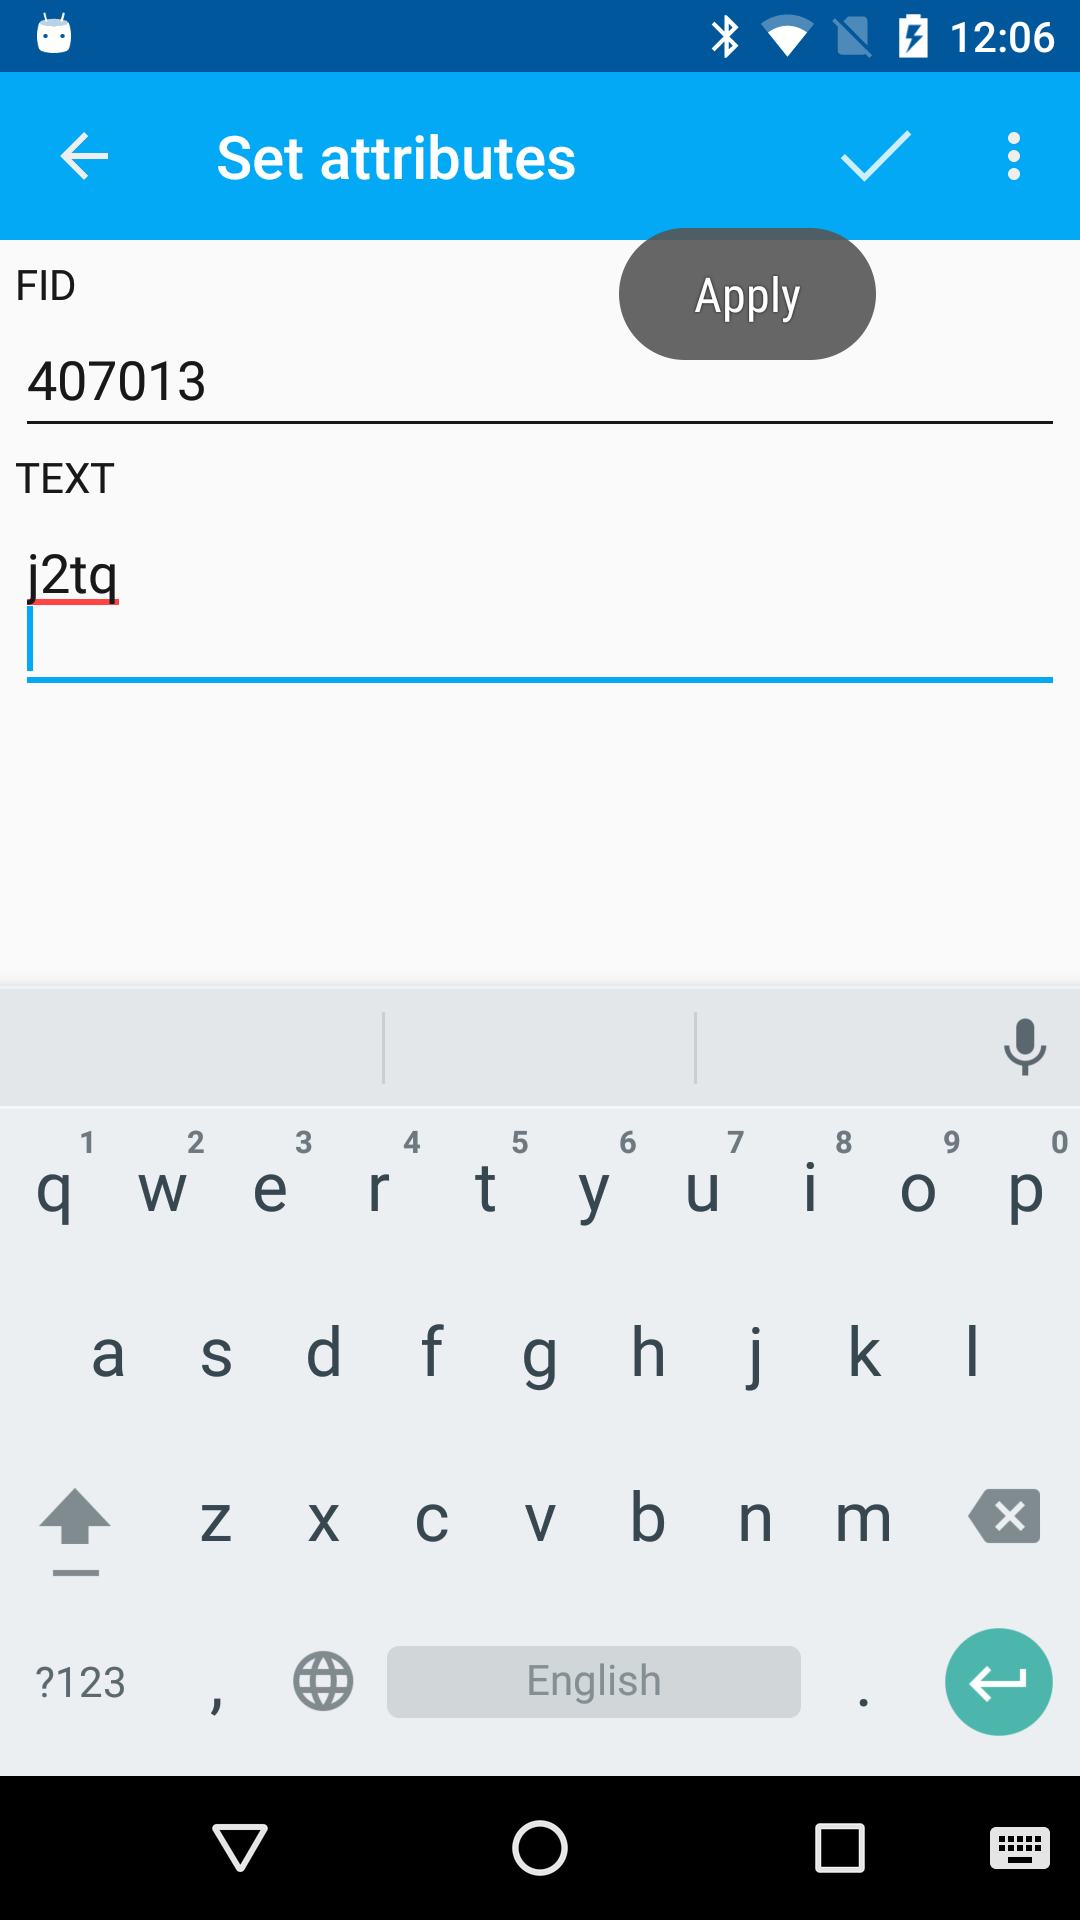 12:06
Set attributes
Apply
FID
407013
TEXT
j2tq
1 2 3 4 5 6 7 8 9 0
q w e r t y u i o p
a s d f g h j k l
z x c v b n m
?123 , English .